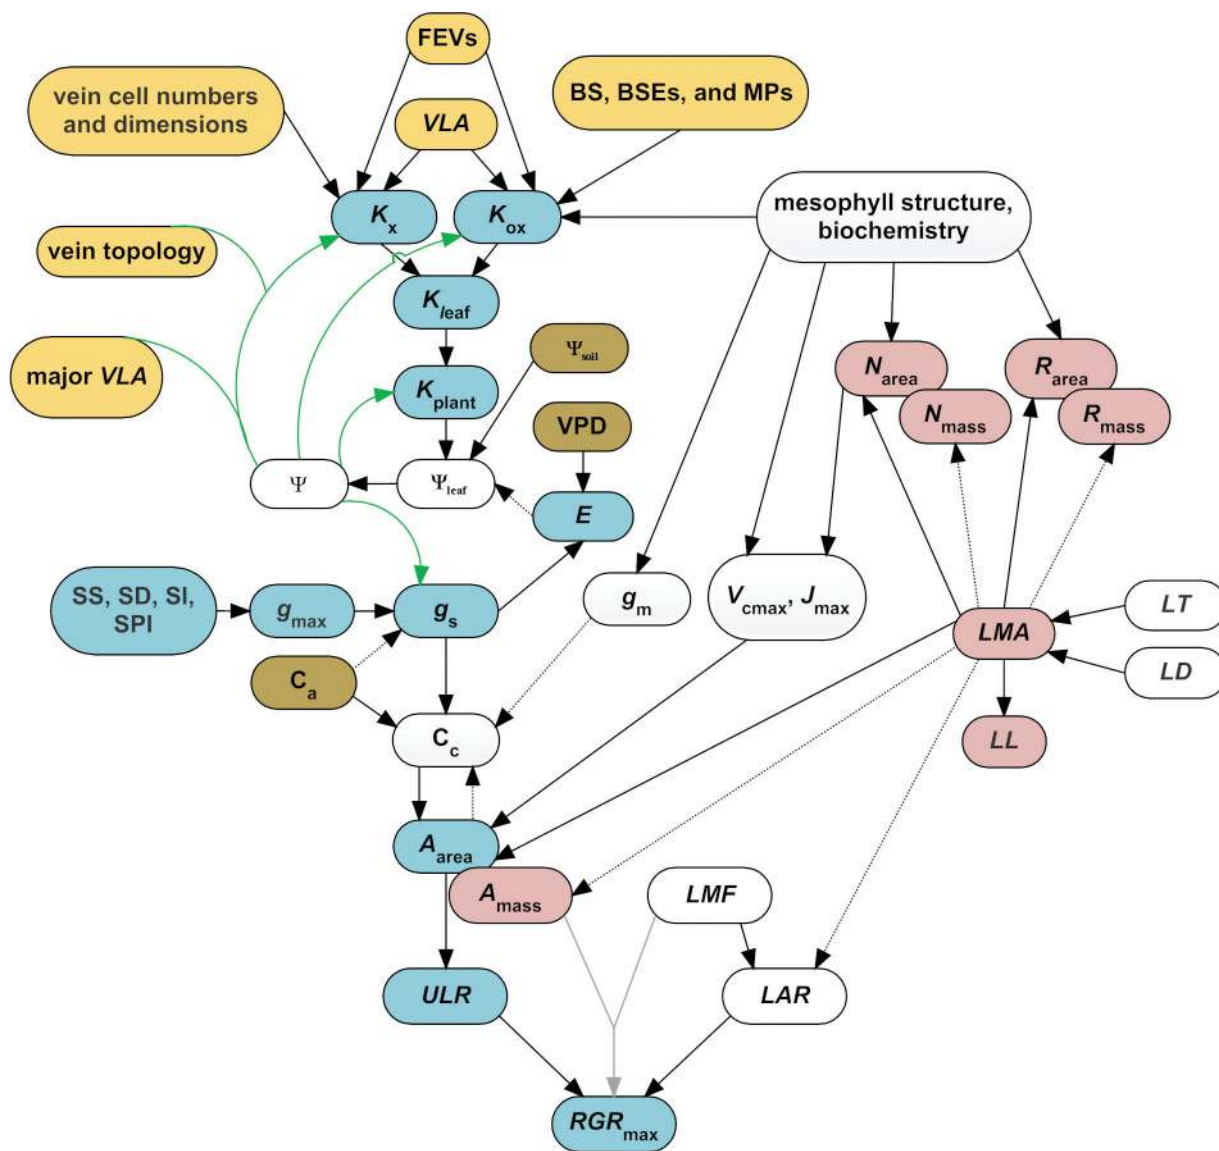 FEVs
vein cell numbers
and dimensions
BS, BSEs, and MPs
VLA
mesophyll structure,
biochemistry
Kx
Kox
vein topology
Kleaf
Ψsoil
major VLA
Narea
Rarea
Kplant
Nmass
Rmass
VPD
Ψ
Ψleaf
E
SS, SD, SI,
SPI
gmax
gs
gm
Vcmax, Jmax
LT
LMA
LD
Ca
Cc
LL
Aarea
Amass
LMF
ULR
LAR
RGRmax